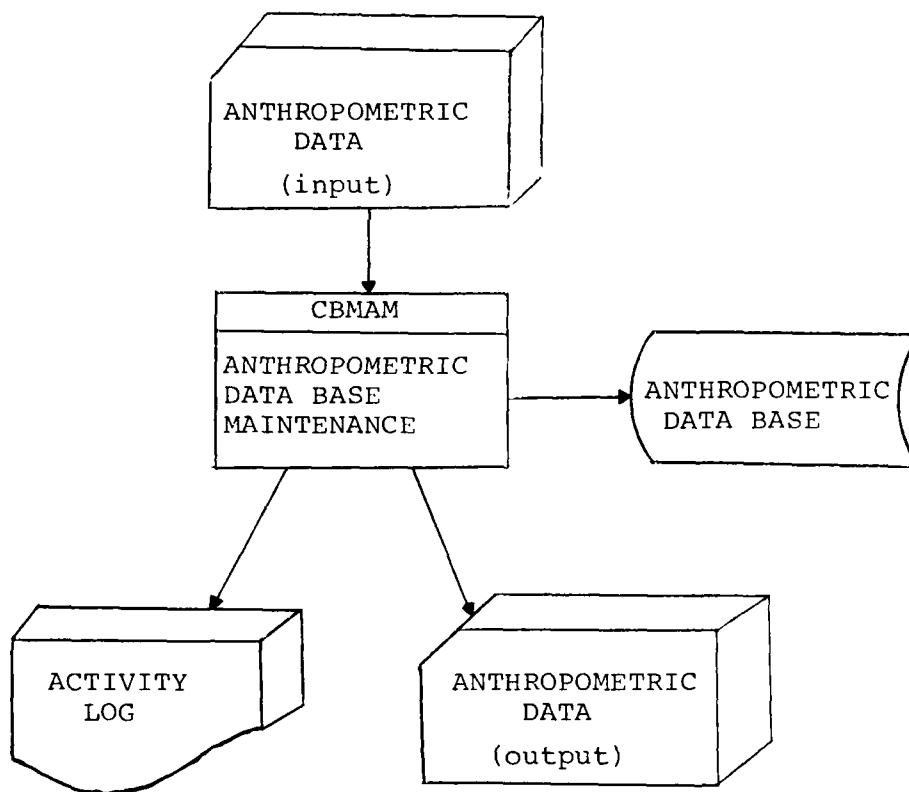 ANTHROPOMETRIC
DATA
(input)
CBMAM
ANTHROPOMETRIC
DATA BASE
MAINTENANCE
ANTHROPOMETRIC
DATA BASE
ACTIVITY
LOG
ANTHROPOMETRIC
DATA
(output)